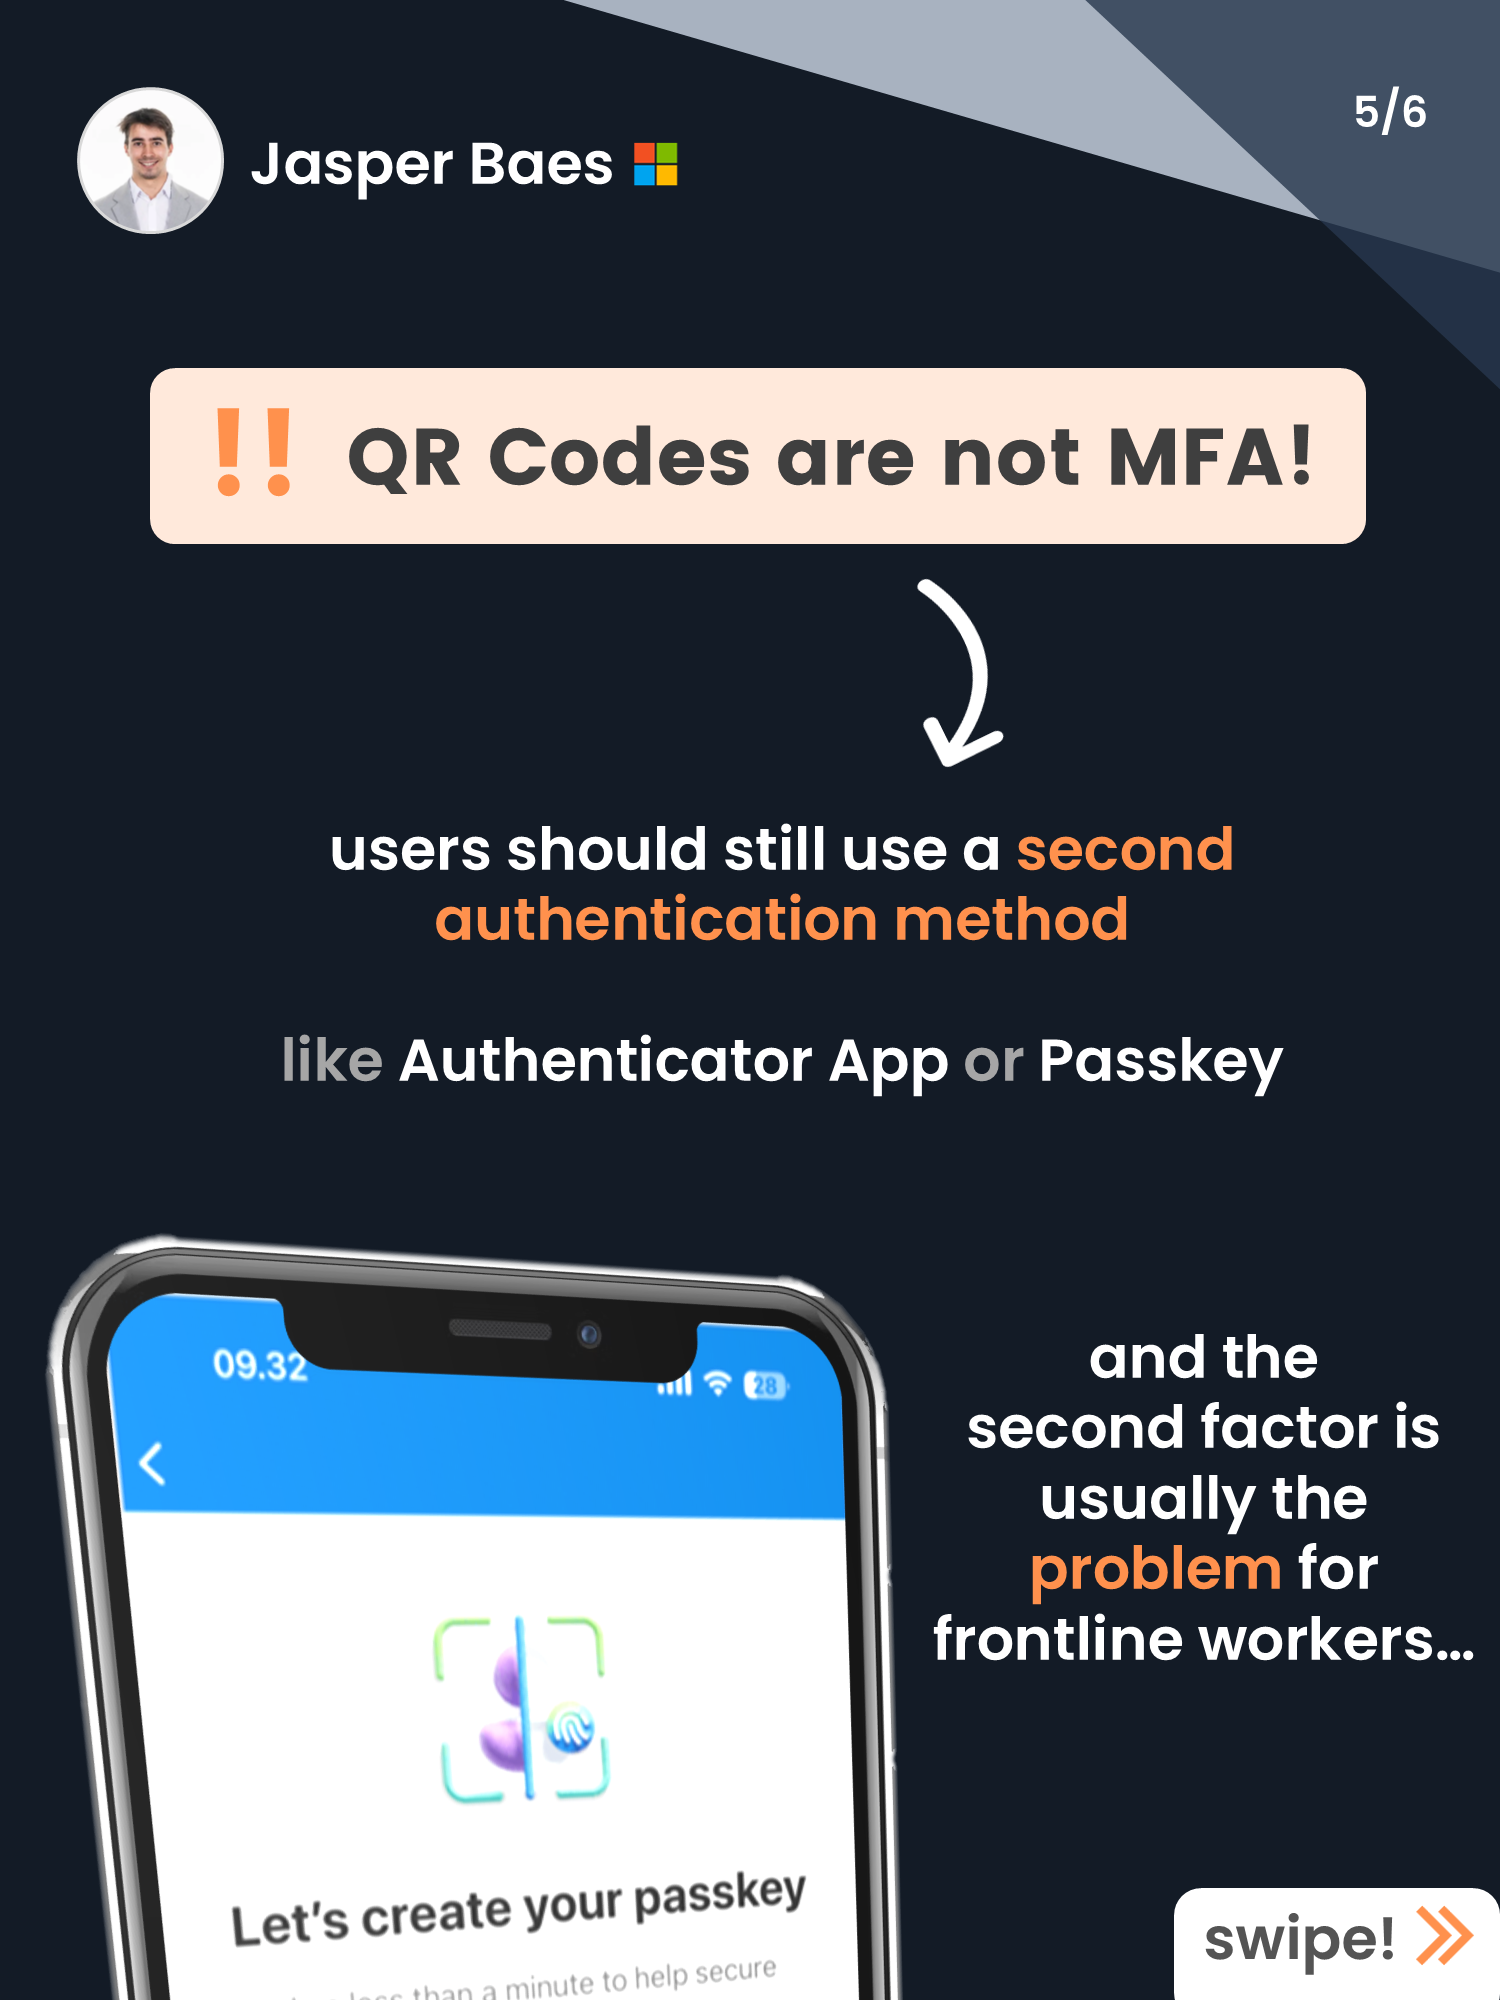 Jasper Baes
5/6
!! QR Codes are not MFA!
users should still use a second
authentication method
like Authenticator App or Passkey
09.32
28
and the
second factor is
usually the
problem for
frontline workers...
Let's create your passkey
less than a minute to help secure
swipe!